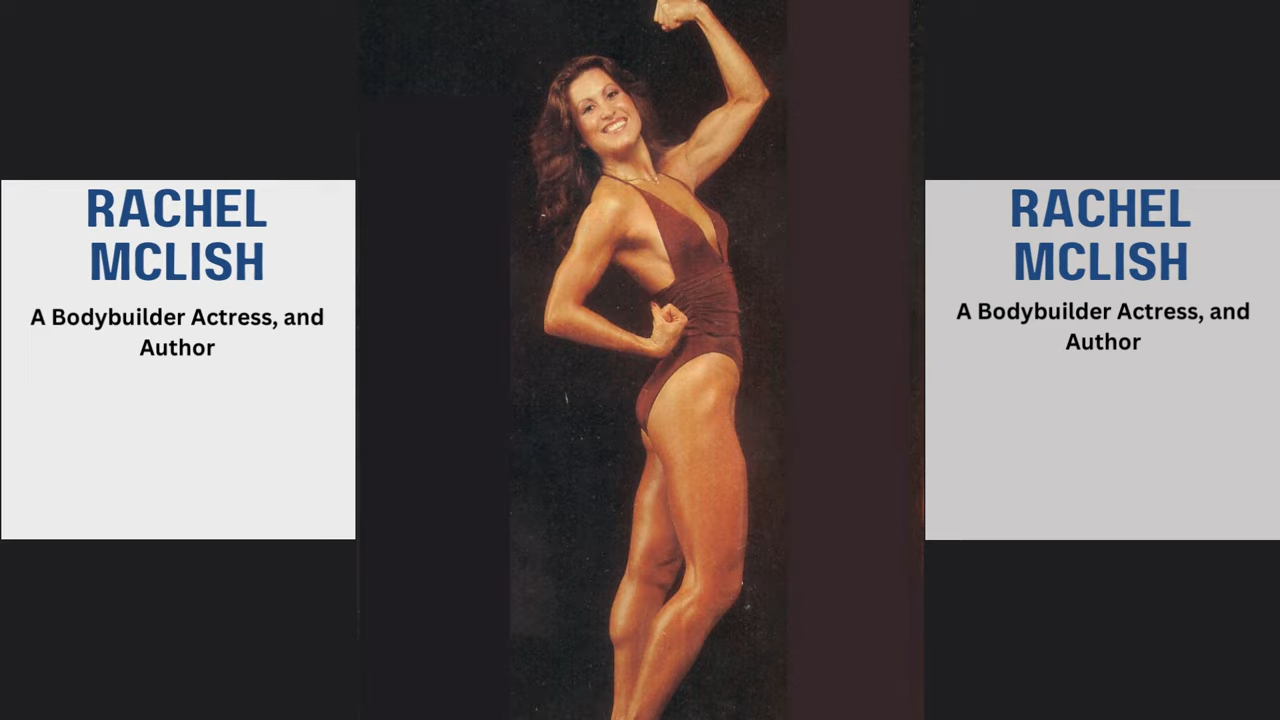 RACHEL
MCLISH
A Bodybuilder Actress, and
Author
RACHEL
MCLISH
A Bodybuilder Actress, and
Author